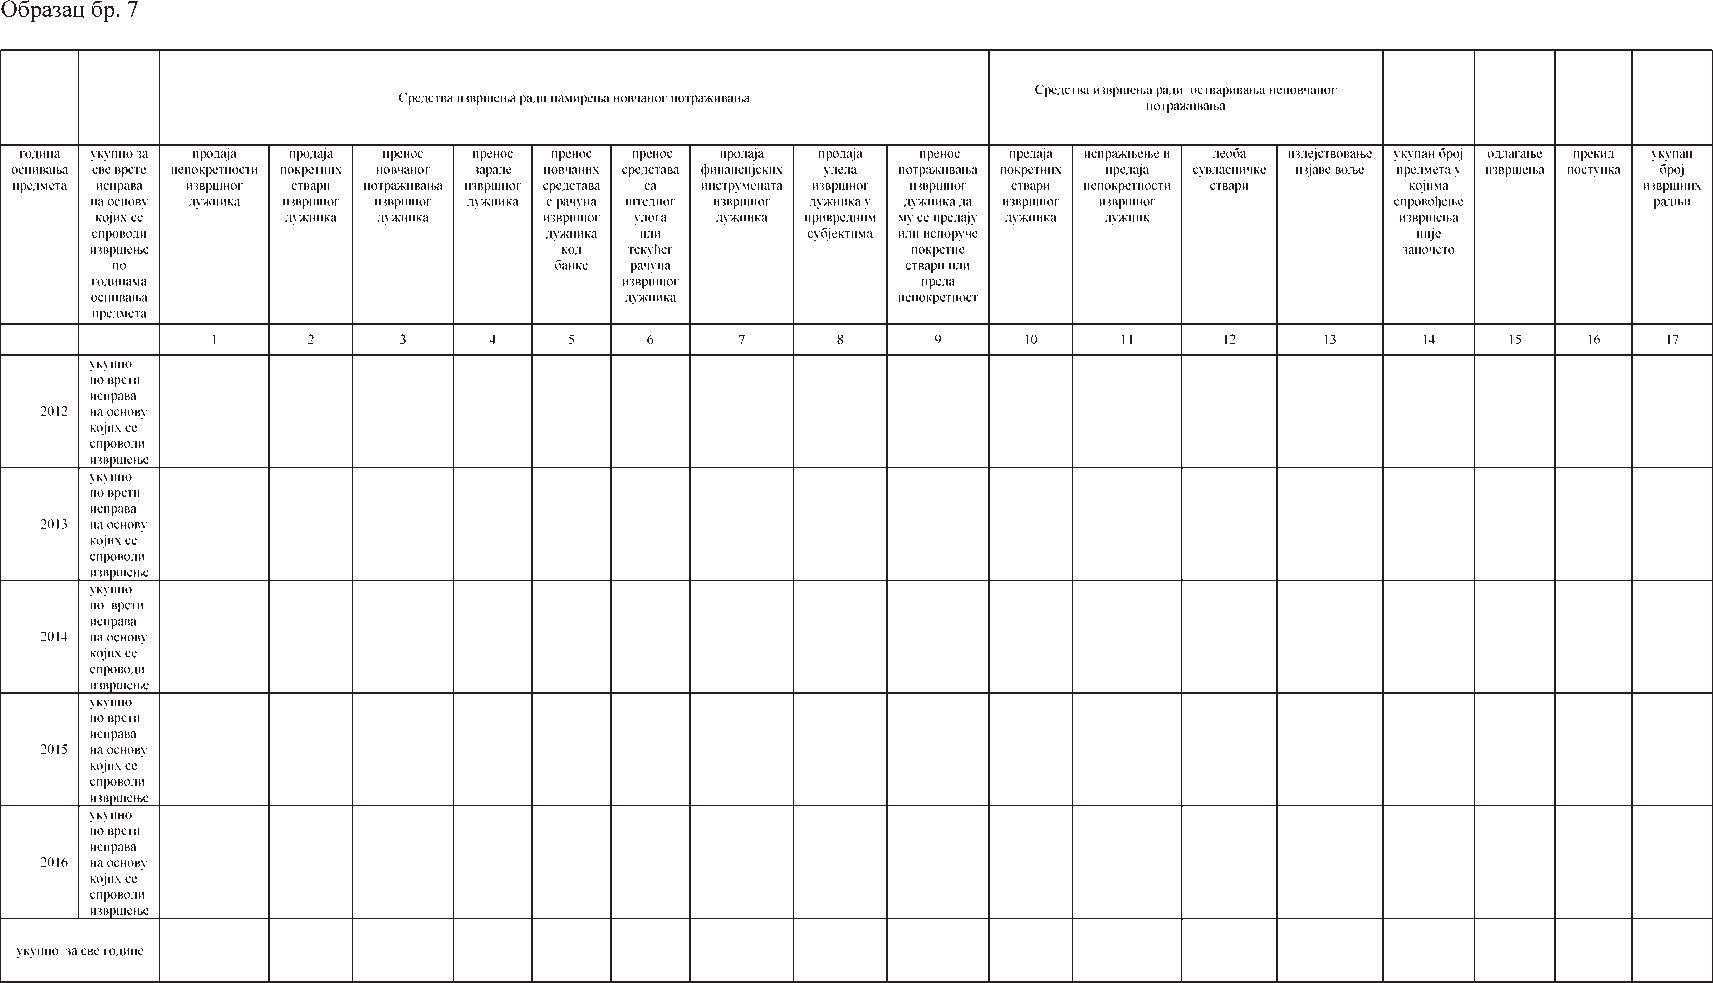 Образац бр. 7
Средства извршења ради намирења новчаног потраживања
Средства извршења ради остваривања неновчаног
потраживања
година
оснивања
предмета
укупно за
све врсте
исправа
на основу
којих се
спроводи
извршење
по
годинама
оснивања
предмета
продаја
непокретности
извршног
дужника
продаја
покретних
ствари
извршног
дужника
пренос
новчаног
потраживања
извршног
дужника
пренос
зараде
извршног
дужника
пренос
новчаних
средстава
с рачуна
извршног
дужника
код
банке
пренос
средстава
са
штедног
улога
или
текућег
рачуна
извршног
дужника
продаја
финансијских
инструмената
извршног
дужника
продаја
удела
извршног
дужника у
привредним
субјектима
пренос
потраживања
извршног
дужника да
му се предају
или испоруче
покретне
ствари или
преда
непокретност
предаја
покретних
ствари
извршног
дужника
испражњење и
предаја
непокретности
извршног
дужник
деоба
сувласничке
ствари
издејствовање
изјаве воље
укупан број
предмета у
којима
спровођење
извршења
није
започето
одлагање
извршења
прекид
поступка
укупан
број
извршних
радњи
1 2 3 4 5 6 7 8 9 10 11 12 13 14 15 16 17
2012
укупно
по врсти
исправа
на основу
којих се
спроводи
извршење
2013
укупно
по врсти
исправа
на основу
којих се
спроводи
извршење
2014
укупно
по врсти
исправа
на основу
којих се
спроводи
извршење
2015
укупно
по врсти
исправа
на основу
којих се
спроводи
извршење
2016
укупно
по врсти
исправа
на основу
којих се
спроводи
извршење
укупно за све године